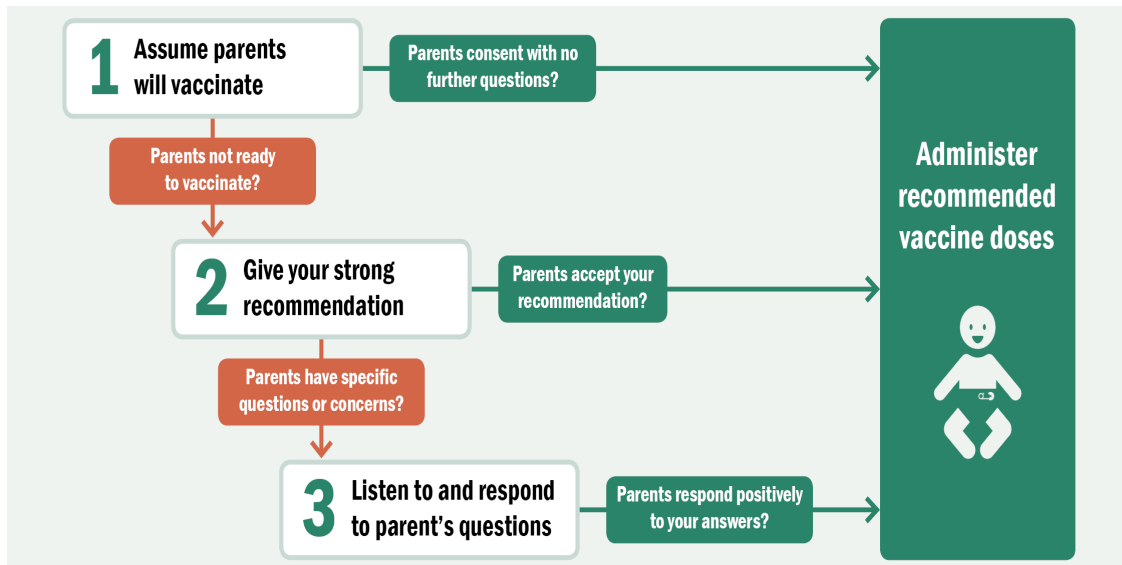 1
Assume parents
will vaccinate
Parents consent with no
further questions?
Parents not ready
to vaccinate?
2
Give your strong
recommendation
Parents accept your
recommendation?
Parents have specific
questions or concerns?
3
Listen to and respond
to parent’s questions
Parents respond positively
to your answers?
Administer
recommended
vaccine doses